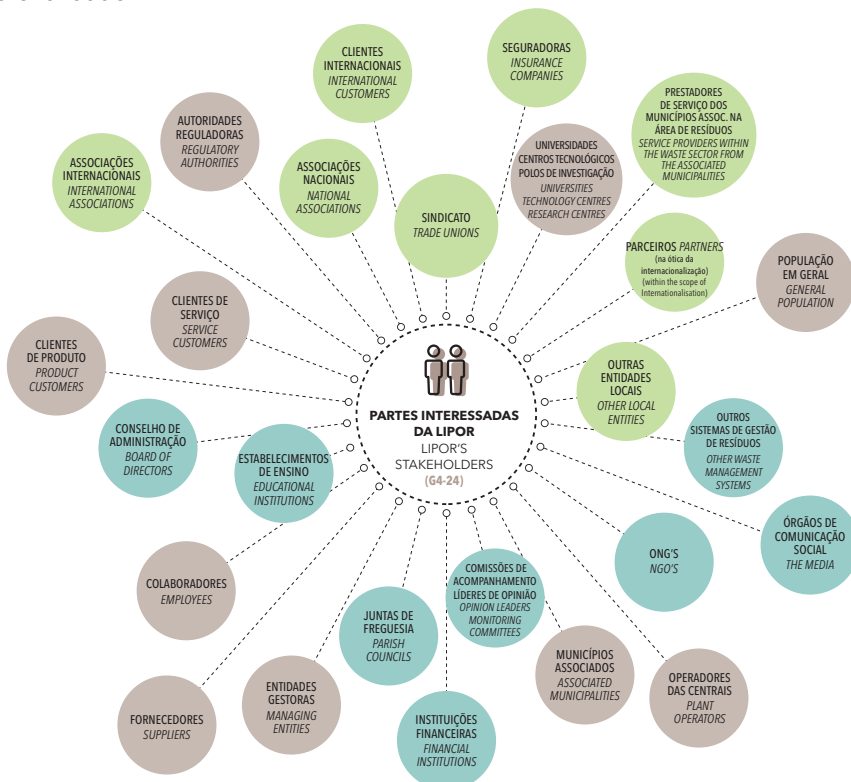 CLIENTES
INTERNACIONAIS
INTERNATIONAL
CUSTOMERS
SEGURADORAS
INSURANCE
COMPANIES
AUTORIDADES
REGULADORAS
REGULATORY
AUTHORITIES
PRESTADORES
DE SERVIÇO DOS
MUNICÍPIOS ASSOC. NA
ÁREA DE RESÍDUOS
SERVICE PROVIDERS WITHIN
THE WASTE SECTOR FROM
THE ASSOCIATED
MUNICIPALITIES
UNIVERSIDADES
CENTROS TECNOLÓGICOS
POLOS DE INVESTIGAÇÃO
UNIVERSITIES
TECHNOLOGY CENTRES
RESEARCH CENTRES
ASSOCIAÇÕES
INTERNACIONAIS
INTERNATIONAL
ASSOCIATIONS
ASSOCIAÇÕES
NACIONAIS
NATIONAL
ASSOCIATIONS
SINDICATO
TRADE UNIONS
PARCEIROS PARTNERS
(na ótica da
internacionalização)
(within the scope of
Internationalisation)
POPULAÇÃO
EM GERAL
GENERAL
POPULATION
CLIENTES DE
SERVIÇO
SERVICE
CUSTOMERS
CLIENTES
DE PRODUTO
PRODUCT
CUSTOMERS
OUTRAS
ENTIDADES
LOCAIS
OTHER LOCAL
ENTITIES
PARTES INTERESSADAS
DA LIPOR
LIPOR'S
STAKEHOLDERS
(G4-24)
CONSELHO DE
ADMINISTRAÇÃO
BOARD OF
DIRECTORS
ESTABELECIMENTOS
DE ENSINO
EDUCATIONAL
INSTITUTIONS
OUTROS
SISTEMAS DE GESTÃO
DE RESÍDUOS
OTHER WASTE
MANAGEMENT
SYSTEMS
ÓRGÃOS DE
COMUNICAÇÃO
SOCIAL
THE MEDIA
ONG'S
NGO'S
COLABORADORES
EMPLOYEES
COMISSÕES DE
ACOMPANHAMENTO
LÍDERES DE OPINIÃO
OPINION LEADERS
MONITORING
COMMITTEES
JUNTAS DE
FREGUESIA
PARISH
COUNCILS
MUNICÍPIOS
ASSOCIADOS
ASSOCIATED
MUNICIPALITIES
OPERADORES
DAS CENTRAIS
PLANT
OPERATORS
ENTIDADES
GESTORAS
MANAGING
ENTITIES
FORNECEDORES
SUPPLIERS
INSTITUIÇÕES
FINANCEIRAS
FINANCIAL
INSTITUTIONS